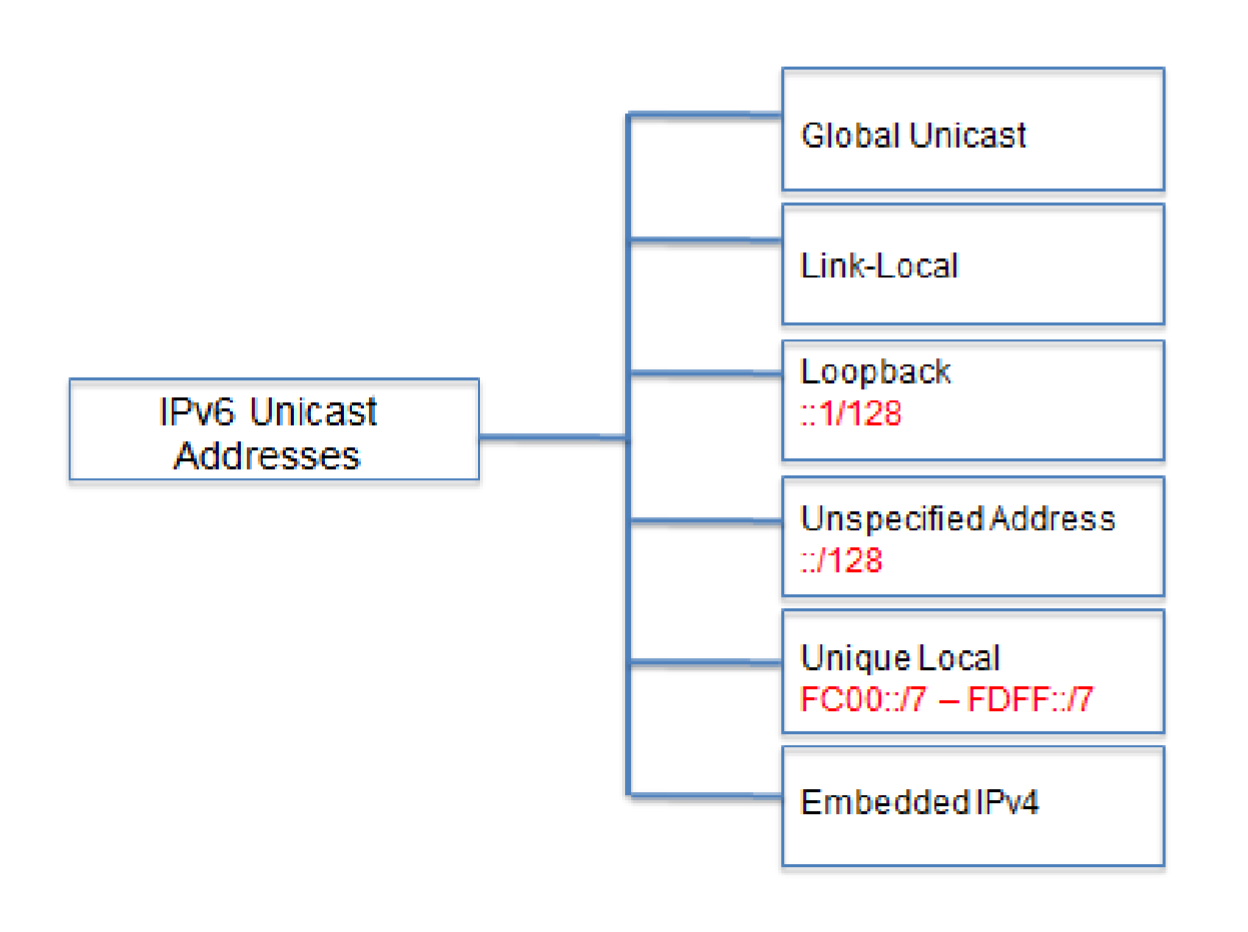 Global Unicast
Link-Local
Loopback
::1/128
IPv6 Unicast
Addresses
Unspecified Address
::/128
Unique Local
FC00::/7 – FDFF::/7
Embedded IPv4